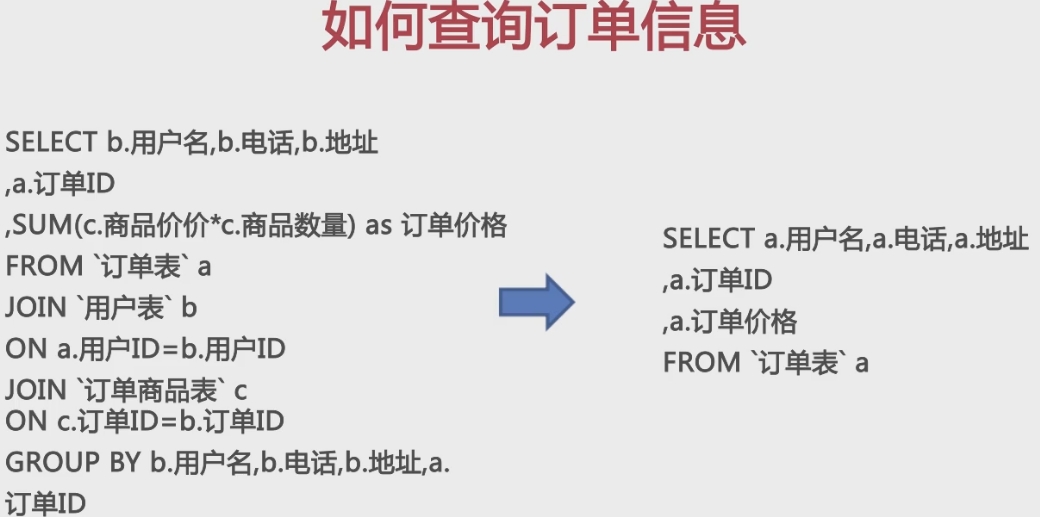 如何查询订单信息
SELECT b.用户名,b.电话,b.地址
,a.订单ID
,SUM(c.商品价价*c.商品数量) as 订单价格
FROM `订单表` a
JOIN `用户表` b
ON a.用户ID=b.用户ID
JOIN `订单商品表` c
ON c.订单ID=b.订单ID
GROUP BY b.用户名,b.电话,b.地址,a.
订单ID
SELECT a.用户名,a.电话,a.地址
,a.订单ID
,a.订单价格
FROM `订单表` a